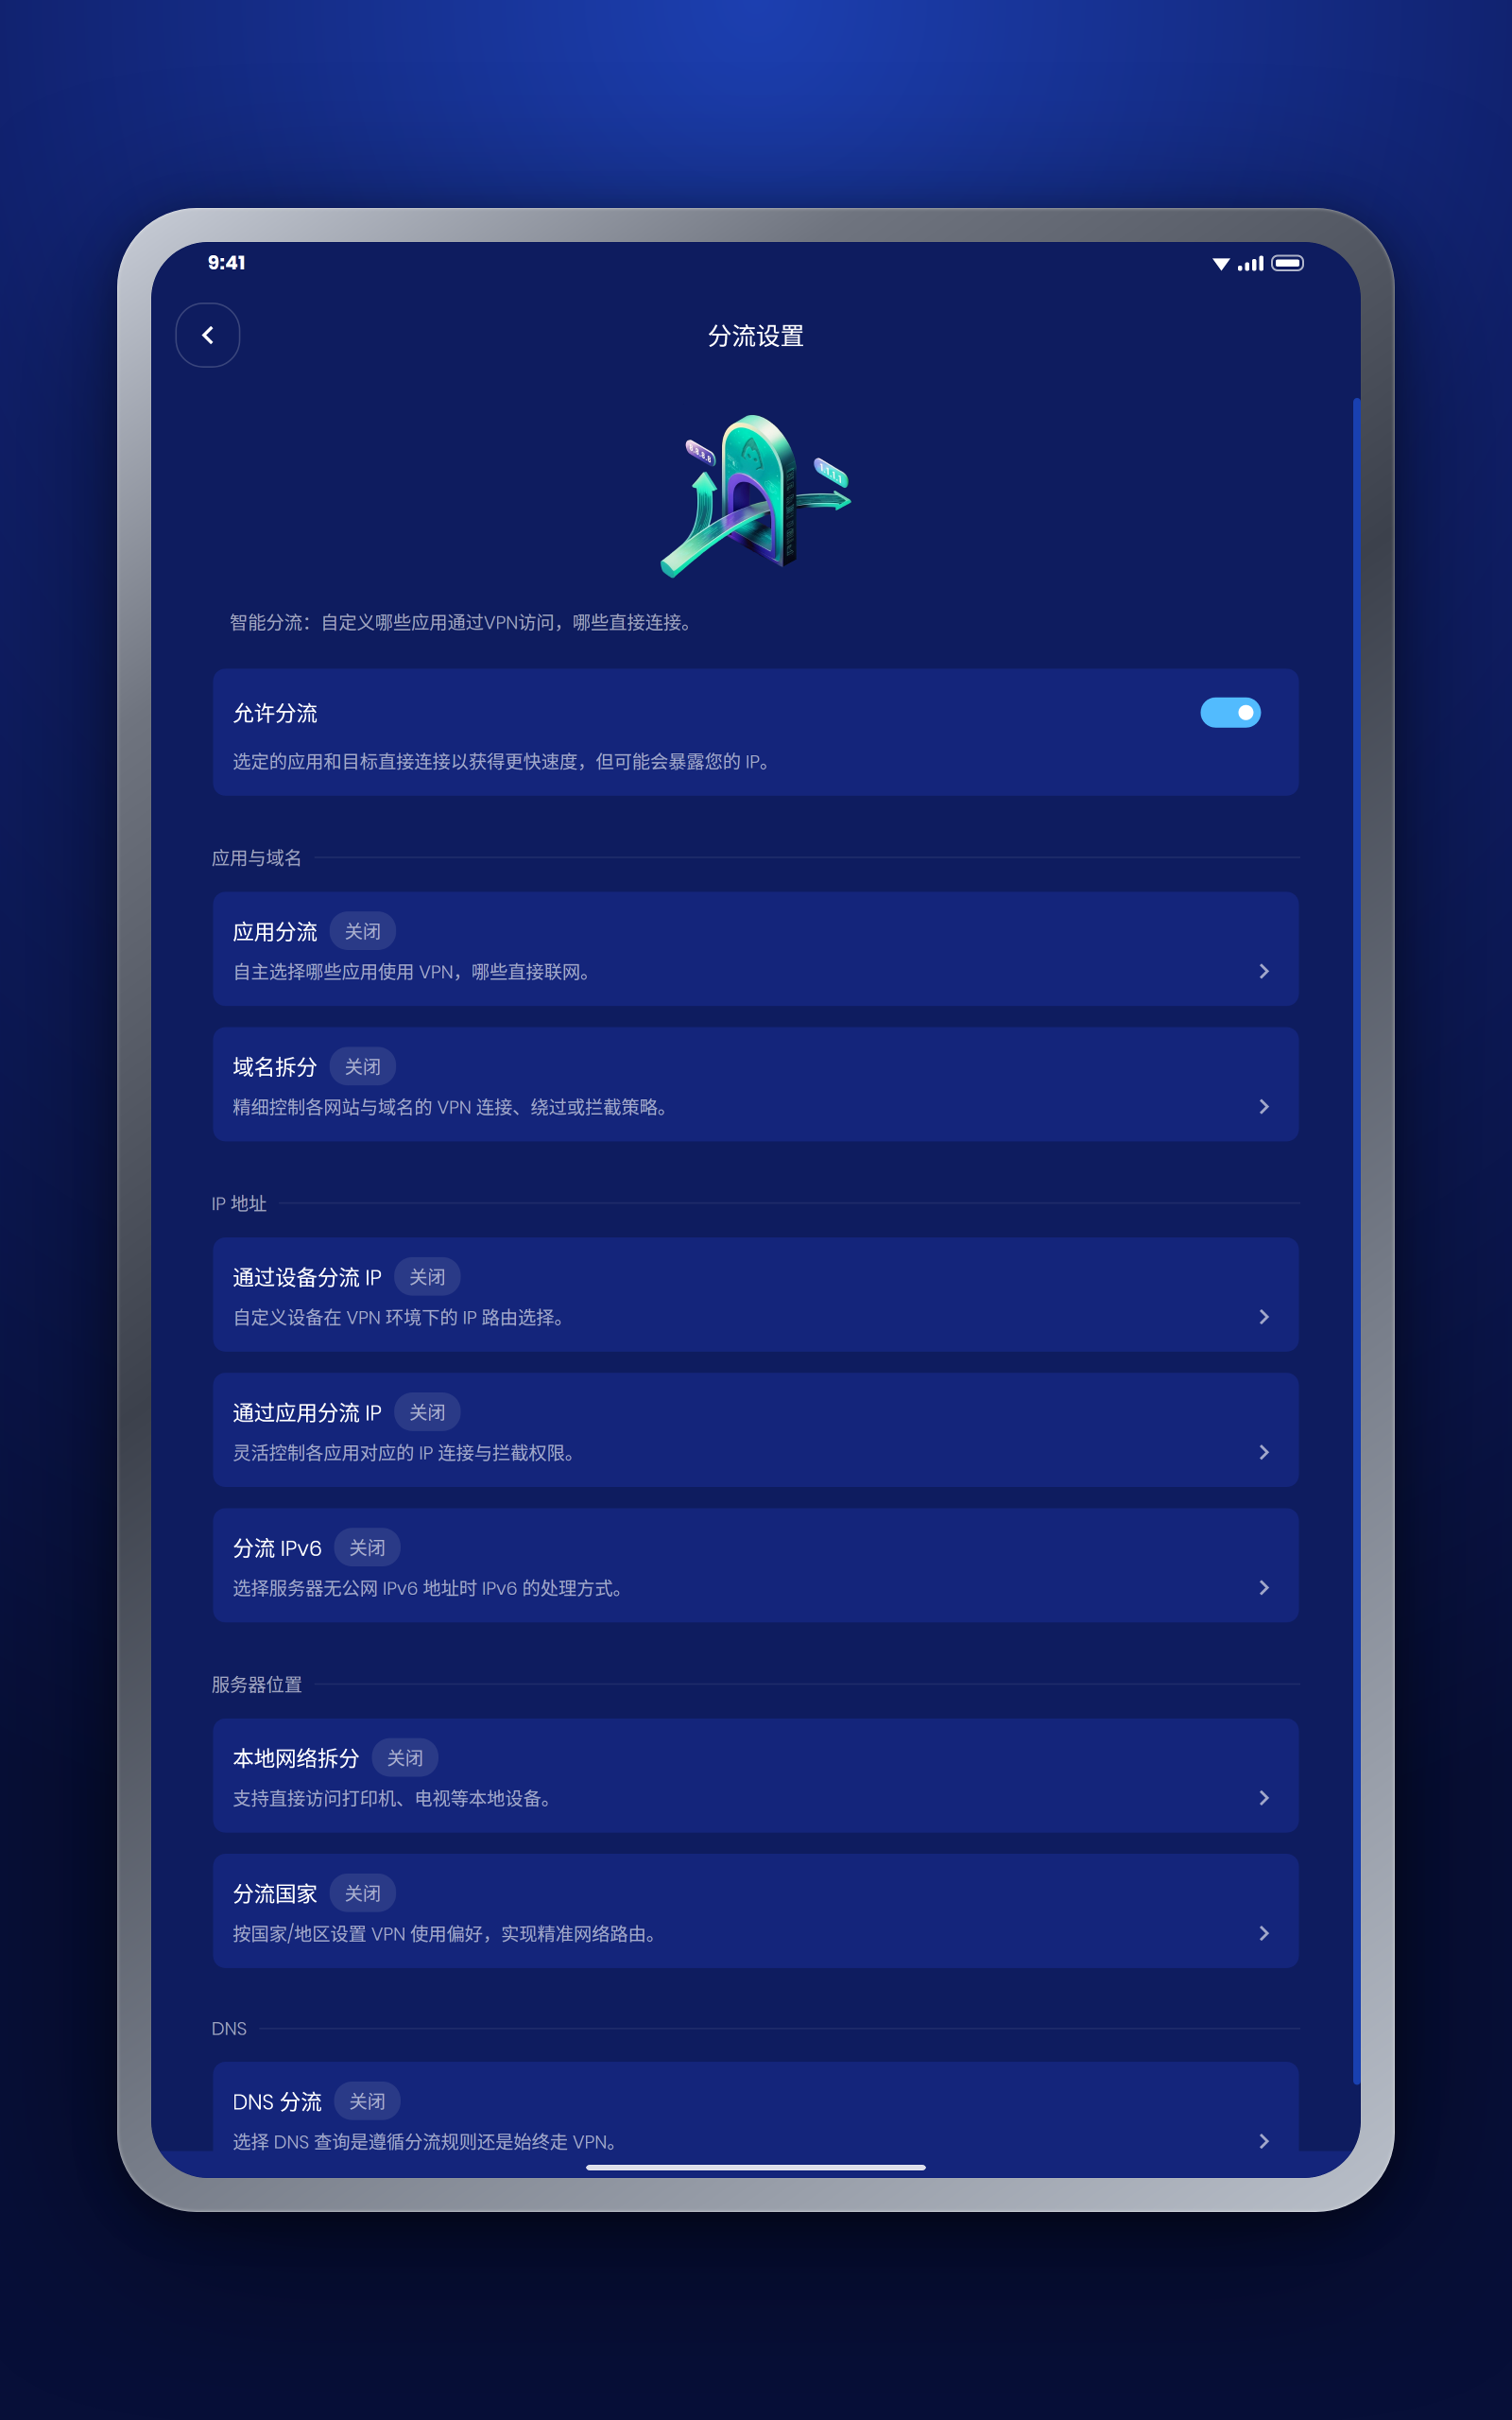 9:41
分流设置
8.8.8.8
1.1.1.1
智能分流：自定义哪些应用通过VPN访问，哪些直接连接。
允许分流
选定的应用和目标直接连接以获得更快速度，但可能会暴露您的 IP。
应用与域名
应用分流 关闭
自主选择哪些应用使用 VPN，哪些直接联网。
域名拆分 关闭
精细控制各网站与域名的 VPN 连接、绕过或拦截策略。
IP 地址
通过设备分流 IP 关闭
自定义设备在 VPN 环境下的 IP 路由选择。
通过应用分流 IP 关闭
灵活控制各应用对应的 IP 连接与拦截权限。
分流 IPv6 关闭
选择服务器无公网 IPv6 地址时 IPv6 的处理方式。
服务器位置
本地网络拆分 关闭
支持直接访问打印机、电视等本地设备。
分流国家 关闭
按国家/地区设置 VPN 使用偏好，实现精准网络路由。
DNS
DNS 分流 关闭
选择 DNS 查询是遵循分流规则还是始终走 VPN。